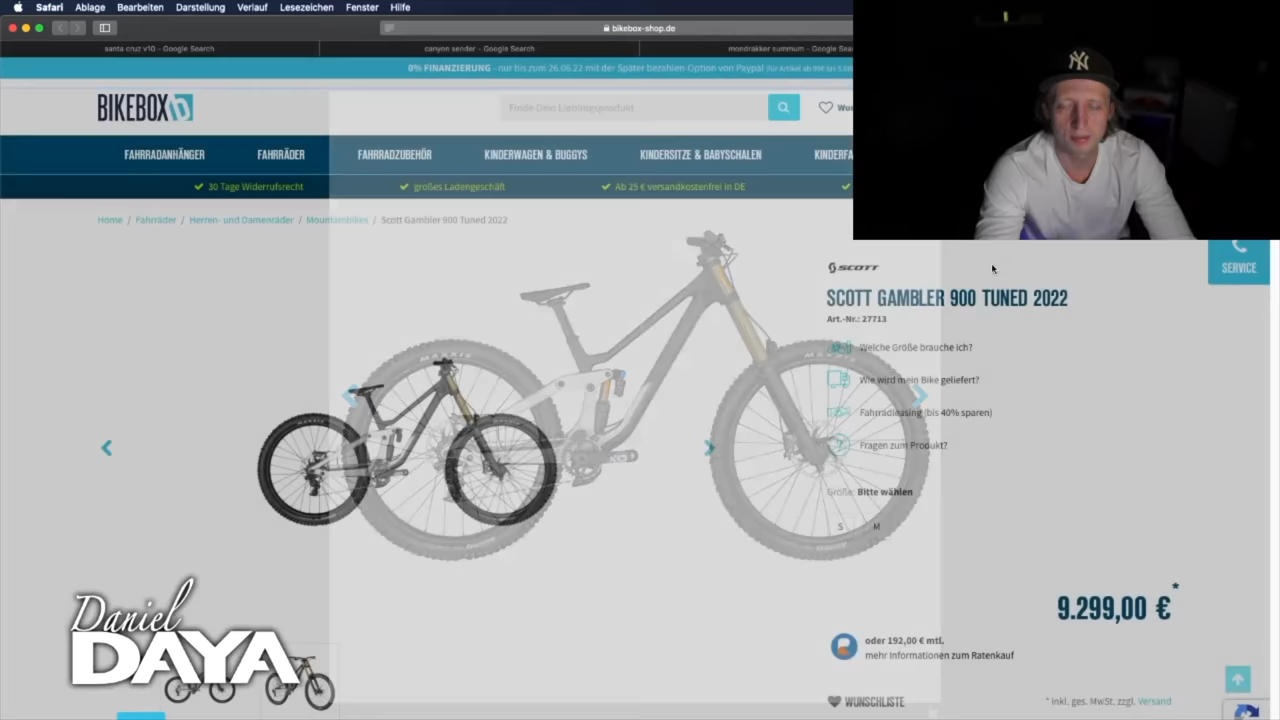 Safari Ablage Bearbeiten Darstellung Verlauf Lesezeichen Fenster Hilfe
bikebox-shop.de
santa cruz v10 – Google Search
canyon sender – Google Search
mondrakker summum – Google Sea
0% FINANZIERUNG - nur bis zum 26.06.22 mit der Später bezahlen-Option von Paypal
BIKEBOX
Finde Dein Lieblingsprodukt
Wun
FAHRRADANHÄNGER FAHRRÄDER FAHRRADZUBEHÖR KINDERWAGEN & BUGGYS KINDERSITZE & BABYSCHALEN KINDERFA
30 Tage Widerrufsrecht großes Ladengeschäft Ab 25 € versandkostenfrei in DE
Home / Fahrräder / Herren- und Damenräder / Mountainbikes / Scott Gambler 900 Tuned 2022
NY
SERVICE
SCOTT
SCOTT GAMBLER 900 TUNED 2022
Art.-Nr.: 27713
MAXXIS
MAXXIS
Welche Größe brauche ich?
Wie wird mein Bike geliefert?
Fahrradleasing (bis 40% sparen)
Fragen zum Produkt?
Größe: Bitte wählen
S M
9.299,00 € *
oder 192,00 € mtl.
mehr Informationen zum Ratenkauf
WUNSCHLISTE
* inkl. ges. MwSt. zzgl. Versand
Daniel
DAYA